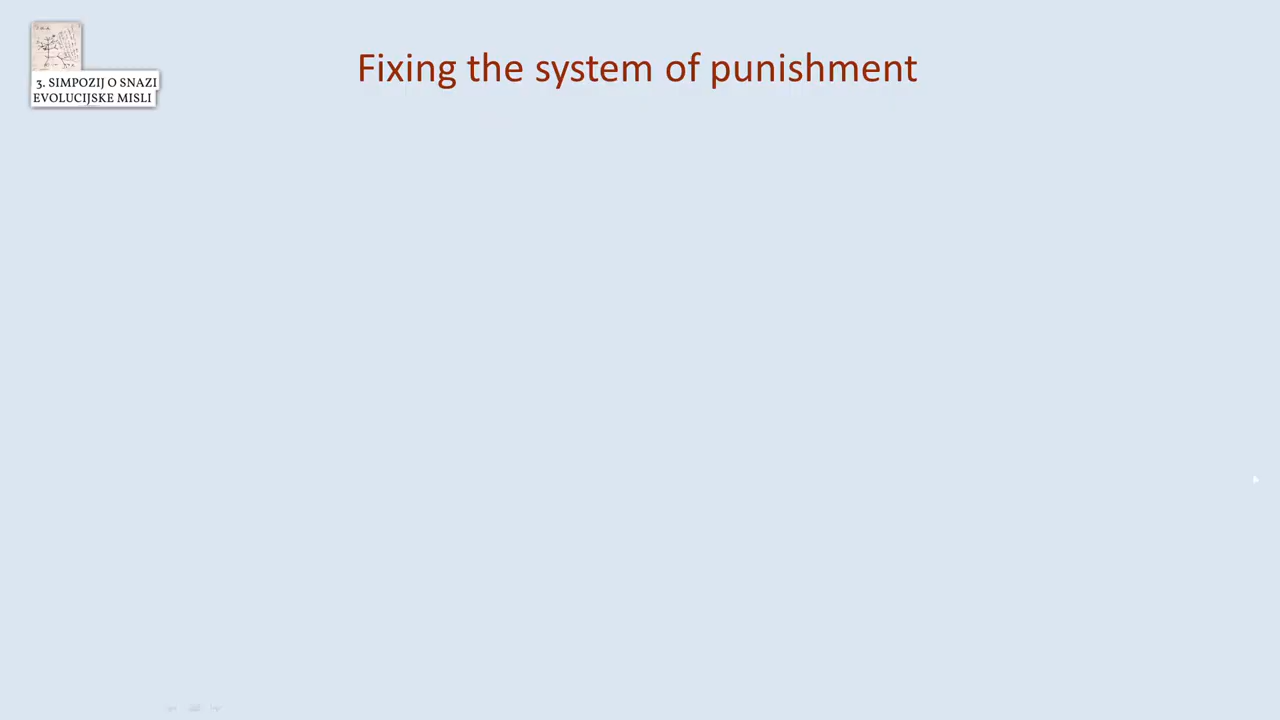 3. SIMPOZIJ O SNAZI
EVOLUCIJSKE MISLI
Fixing the system of punishment